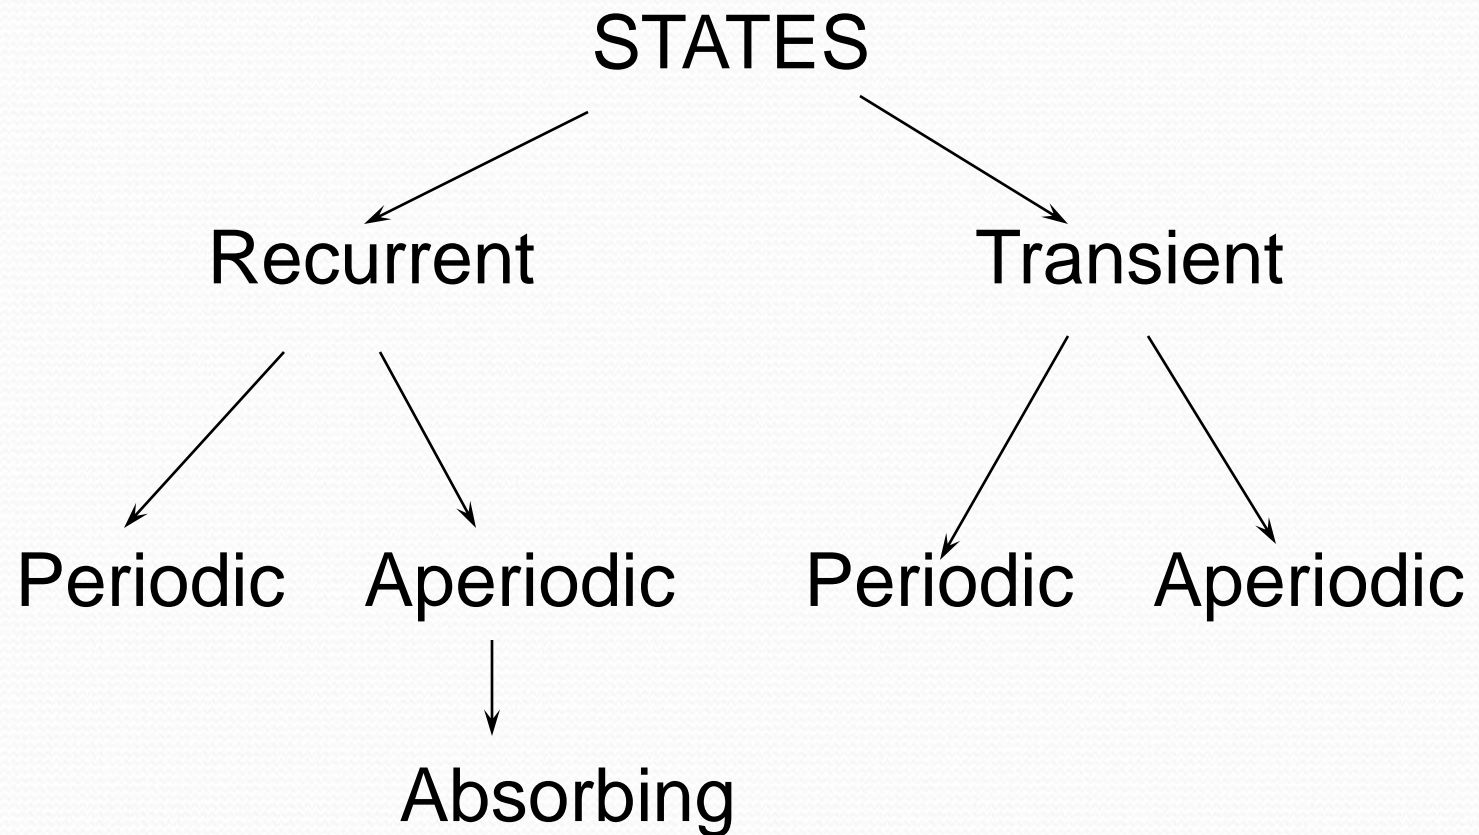 STATES
Recurrent Transient
Periodic Aperiodic Periodic Aperiodic
Absorbing